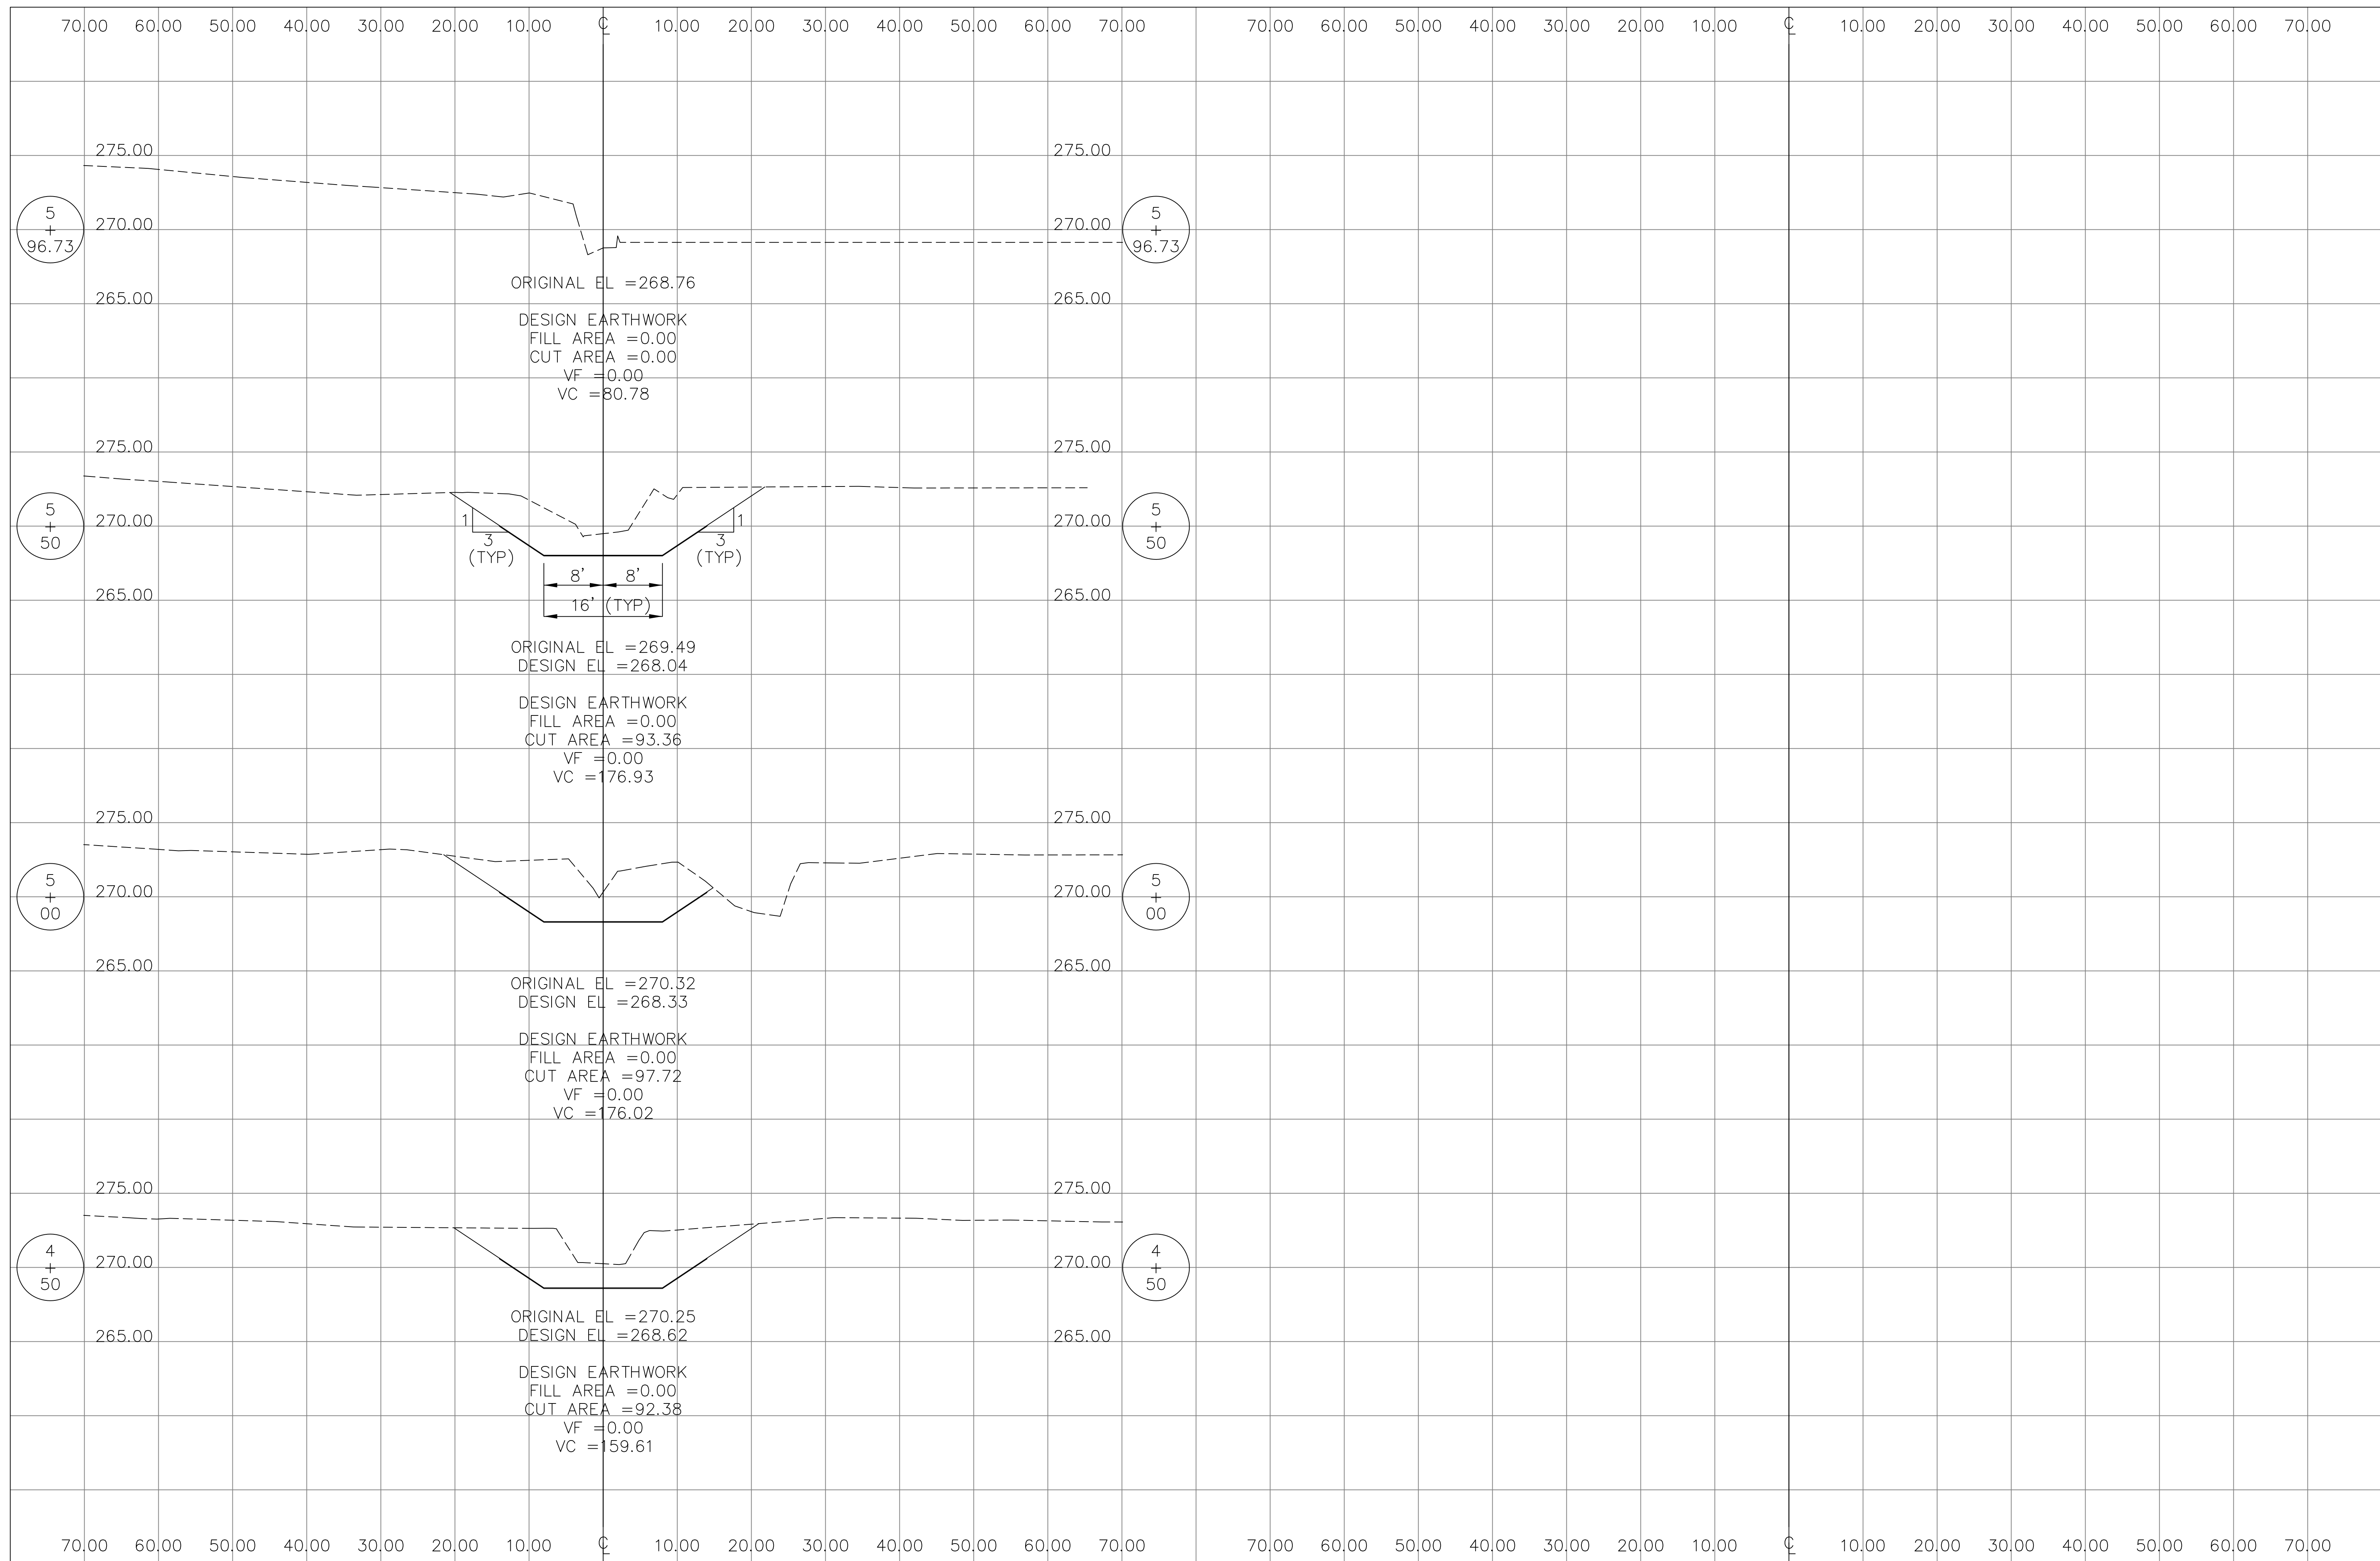 70.00 60.00 50.00 40.00 30.00 20.00 10.00 ℄ 10.00 20.00 30.00 40.00 50.00 60.00 70.00 70.00 60.00 50.00 40.00 30.00 20.00 10.00 ℄ 10.00 20.00 30.00 40.00 50.00 60.00 70.00
275.00 275.00
5 5
270.00 270.00
+ +
96.73 96.73
ORIGINAL EL =268.76
265.00 265.00
DESIGN EARTHWORK
FILL AREA =0.00
CUT AREA =0.00
VF =0.00
VC =80.78
275.00 275.00
5 5
1 1
270.00 270.00
+ +
50 50
3 3
(TYP) (TYP)
8' 8'
265.00 265.00
16' (TYP)
ORIGINAL EL =269.49
DESIGN EL =268.04
DESIGN EARTHWORK
FILL AREA =0.00
CUT AREA =93.36
VF =0.00
VC =176.93
275.00 275.00
5 5
270.00 270.00
+ +
00 00
265.00 265.00
ORIGINAL EL =270.32
DESIGN EL =268.33
DESIGN EARTHWORK
FILL AREA =0.00
CUT AREA =97.72
VF =0.00
VC =176.02
275.00 275.00
4 4
270.00 270.00
+ +
50 50
ORIGINAL EL =270.25
DESIGN EL =268.62
265.00 265.00
DESIGN EARTHWORK
FILL AREA =0.00
CUT AREA =92.38
VF =0.00
VC =159.61
70.00 60.00 50.00 40.00 30.00 20.00 10.00 ℄ 10.00 20.00 30.00 40.00 50.00 60.00 70.00 70.00 60.00 50.00 40.00 30.00 20.00 10.00 ℄ 10.00 20.00 30.00 40.00 50.00 60.00 70.00